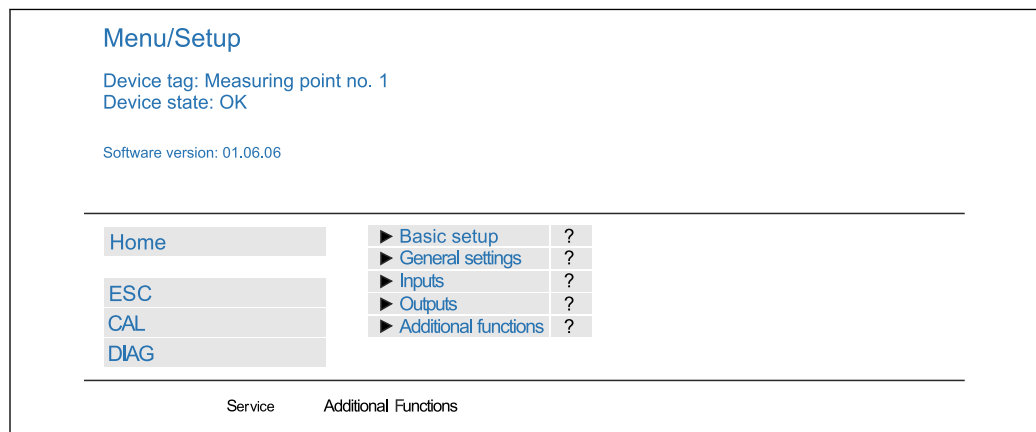 Menu/Setup
Device tag: Measuring point no. 1
Device state: OK
Software version: 01.06.06
Home
ESC
CAL
DIAG
► Basic setup ?
► General settings ?
► Inputs ?
► Outputs ?
► Additional functions ?
Service Additional Functions